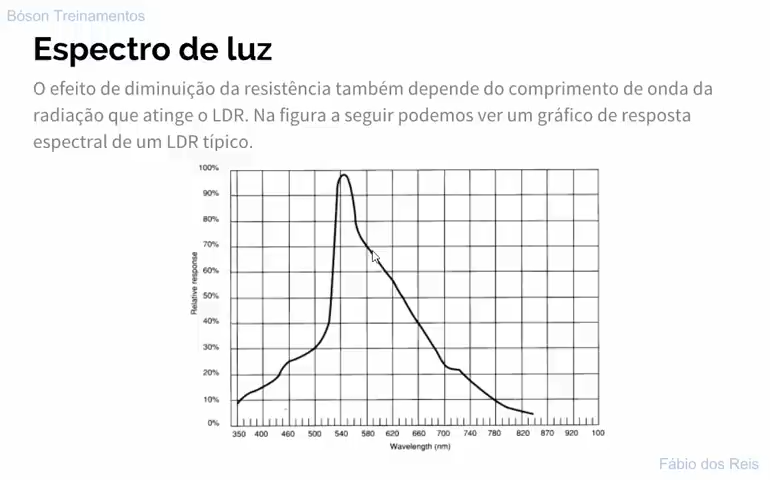 Bóson Treinamentos
Espectro de luz
O efeito de diminuição da resistência também depende do comprimento de onda da
radiação que atinge o LDR. Na figura a seguir podemos ver um gráfico de resposta
espectral de um LDR típico.
100%
90%
80%
70%
60%
50%
40%
30%
20%
10%
0%
Relative response
350 400 460 500 540 580 620 660 700 740 780 820 870 920 100
Wavelength (nm)
Fábio dos Reis